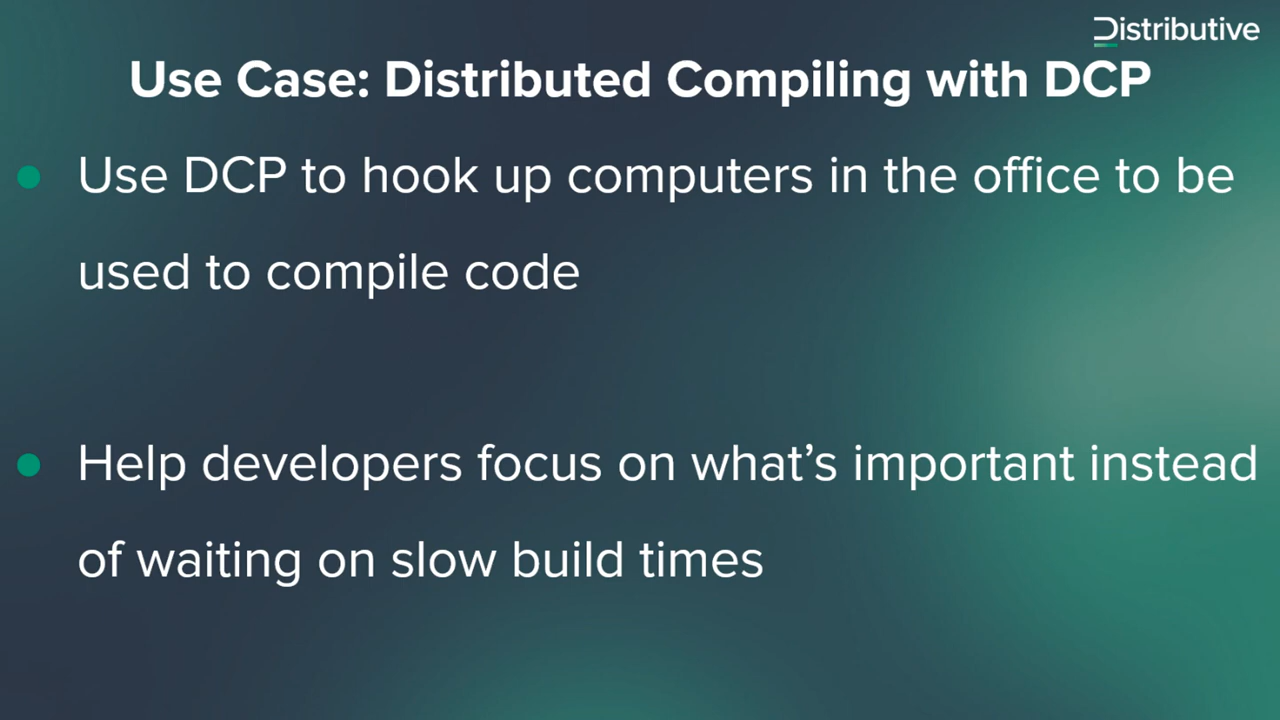 Distributive
Use Case: Distributed Compiling with DCP
Use DCP to hook up computers in the office to be
used to compile code
Help developers focus on what’s important instead
of waiting on slow build times